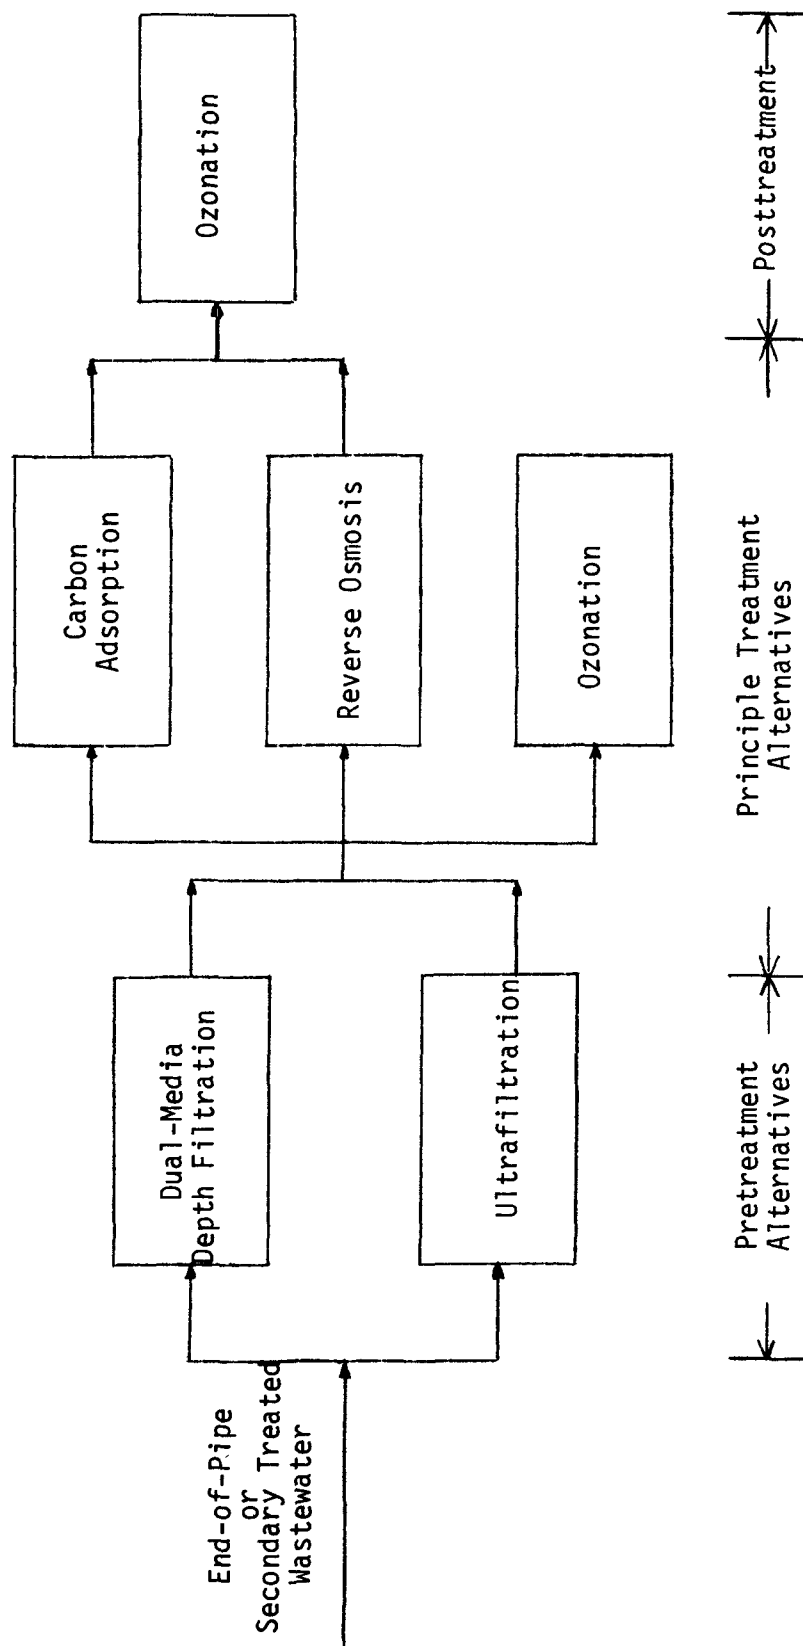 End-of-Pipe
or
Secondary Treated
Wastewater
Dual-Media
Depth Filtration
Ultrafiltration
Carbon
Adsorption
Reverse Osmosis
Ozonation
Ozonation
Pretreatment
Alternatives
Principle Treatment
Alternatives
Posttreatment